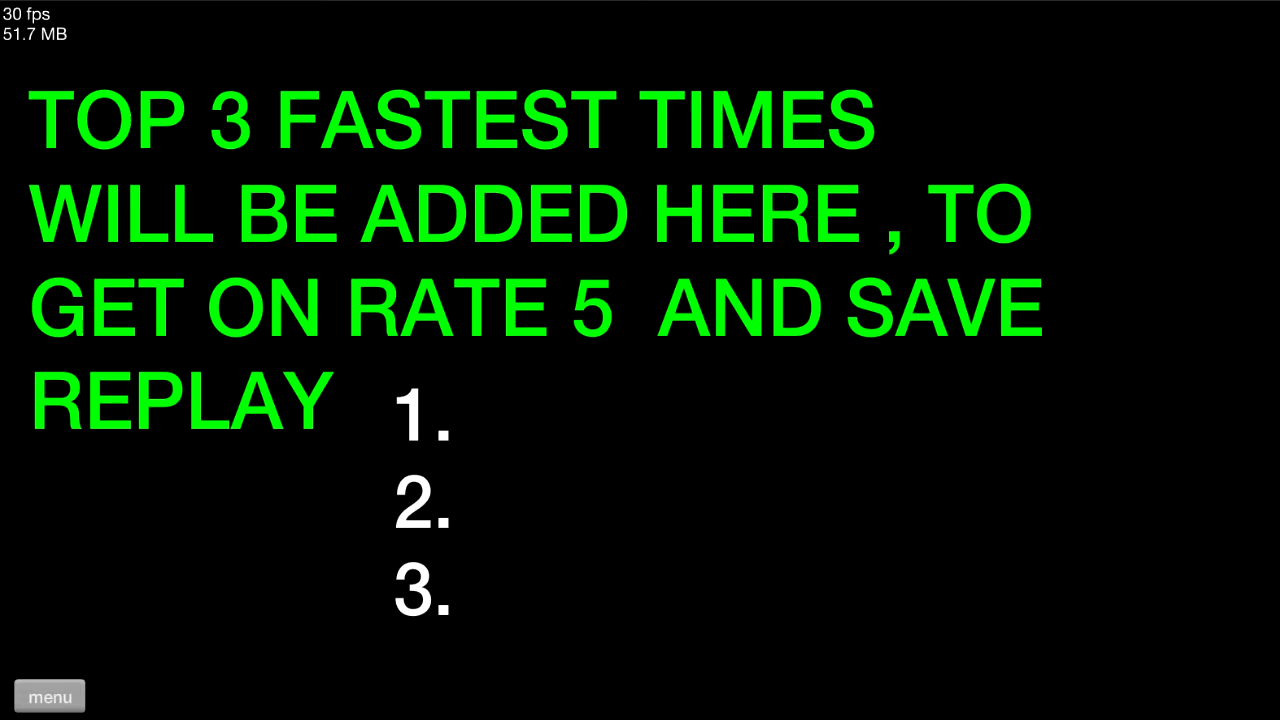 30 fps
51.7 MB
TOP 3 FASTEST TIMES
WILL BE ADDED HERE , TO
GET ON RATE 5  AND SAVE
REPLAY
1.
2.
3.
menu